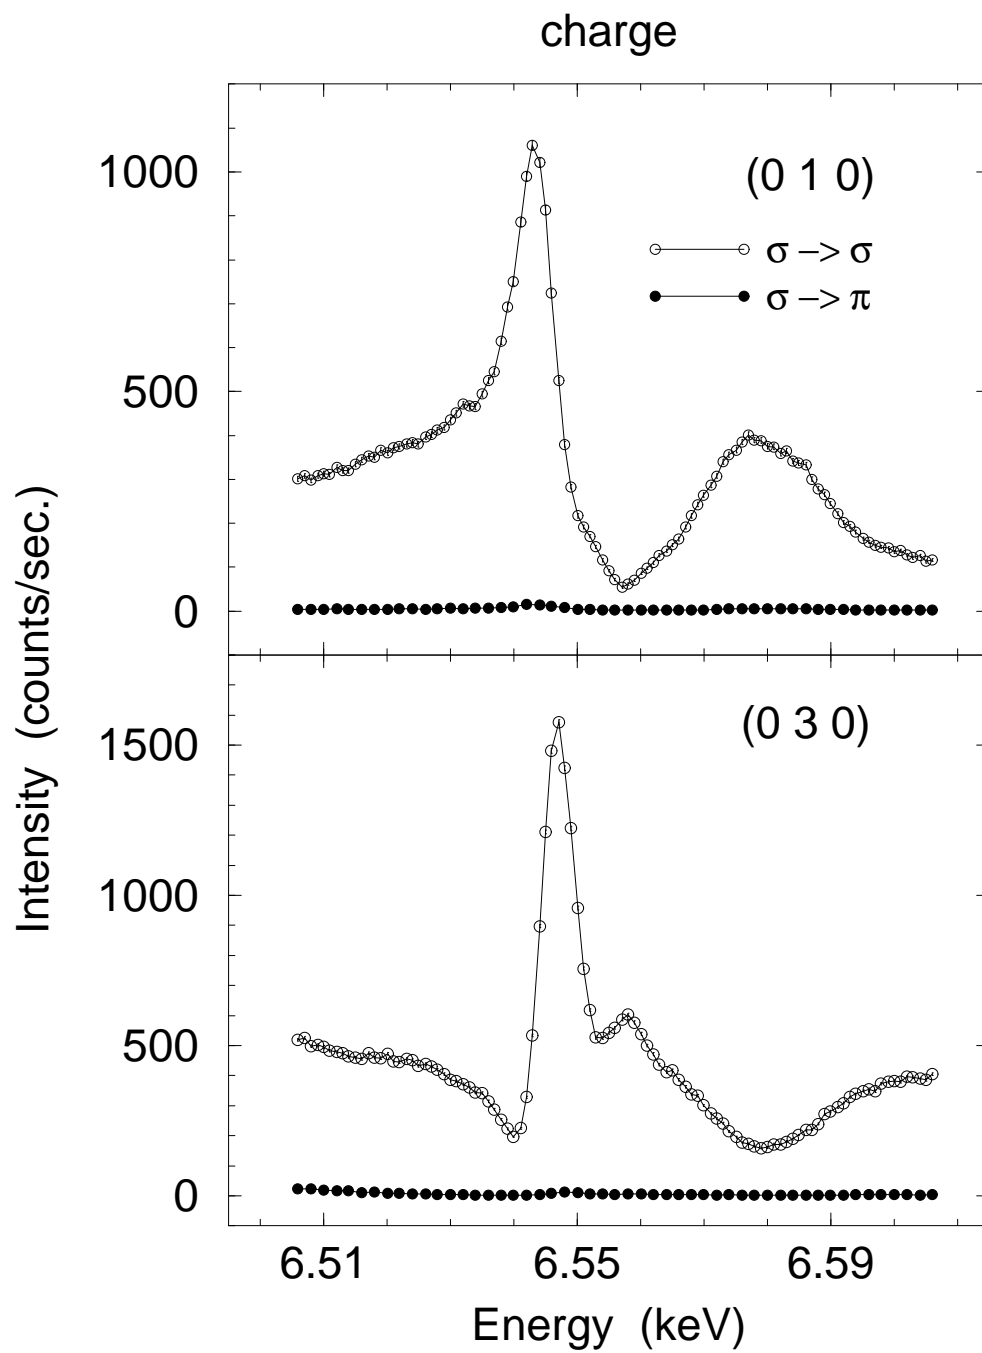 charge
(0 1 0)
σ −> σ
σ −> π
1000
500
0
(0 3 0)
1500
1000
500
0
Intensity (counts/sec.)
6.51 6.55 6.59
Energy (keV)